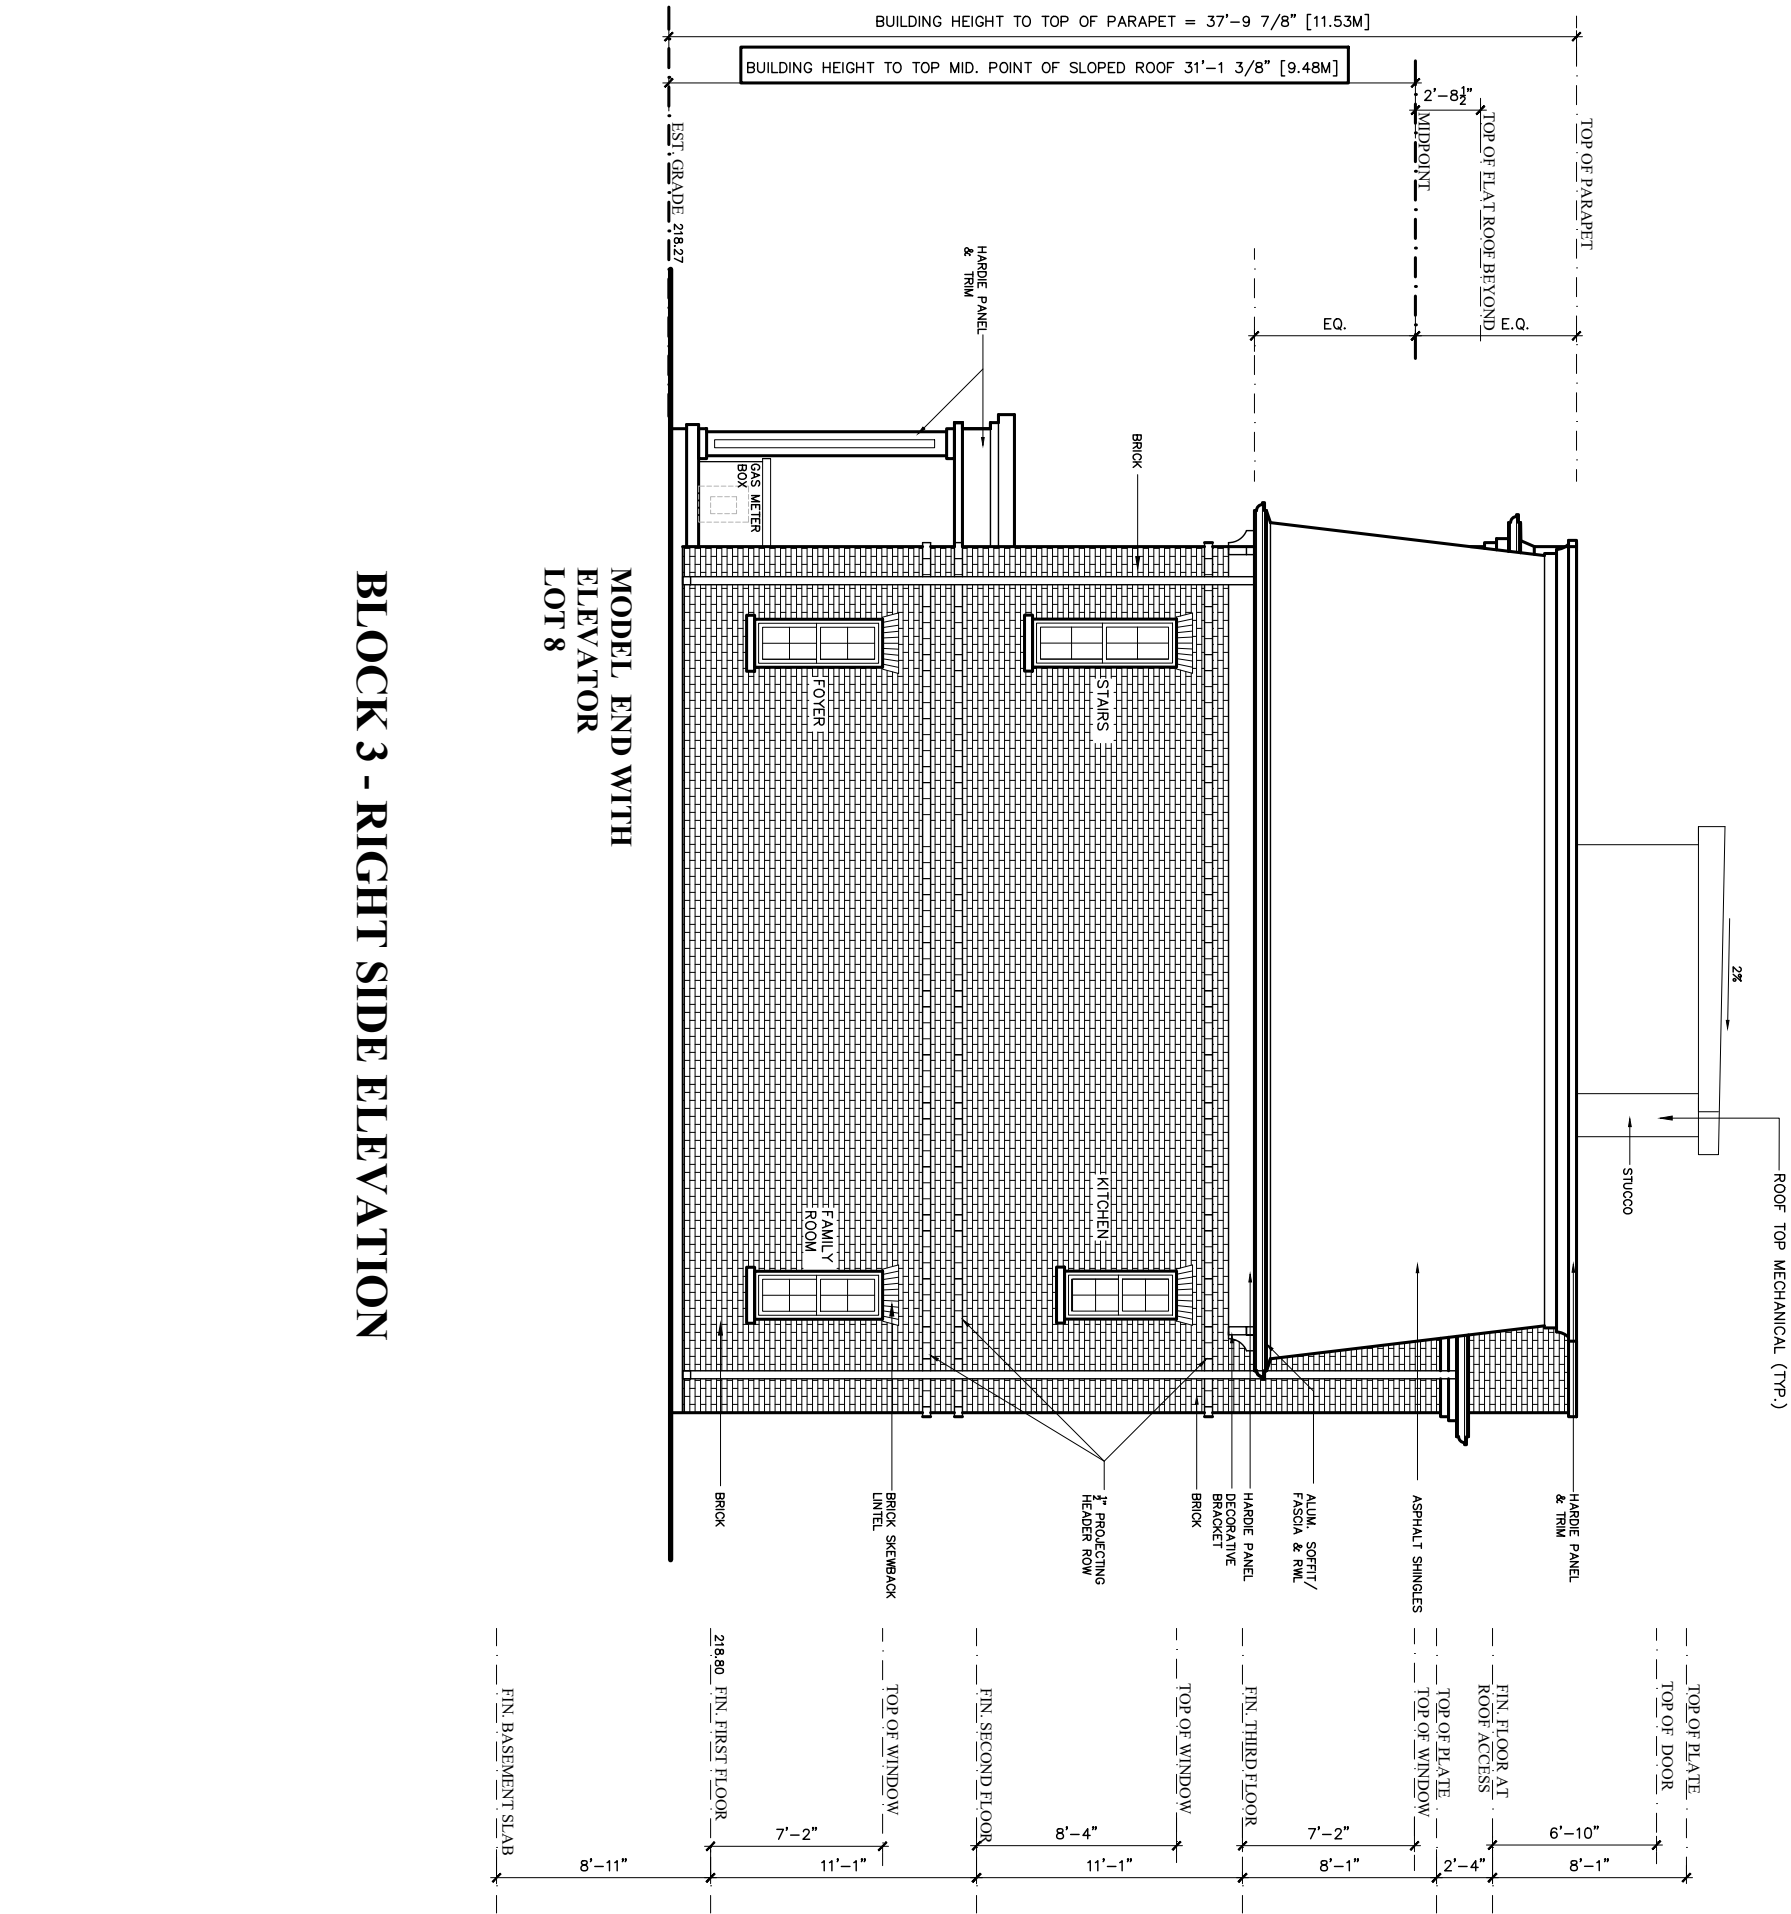 BUILDING HEIGHT TO TOP OF PARAPET = 37'-9 7/8" [11.53M]
BUILDING HEIGHT TO TOP MID. POINT OF SLOPED ROOF 31'-1 3/8" [9.48M]
2'-8½"
TOP OF PARAPET
TOP OF FLAT ROOF BEYOND
MIDPOINT
EST. GRADE 218.27
E.Q.
EQ.
HARDIE PANEL
& TRIM
BRICK
GAS METER
BOX
STAIRS
FOYER
KITCHEN
FAMILY
ROOM
2%
STUCCO
ROOF TOP MECHANICAL (TYP.)
HARDIE PANEL
& TRIM
ASPHALT SHINGLES
ALUM. SOFFIT/
FASCIA & RWL
HARDIE PANEL
DECORATIVE
BRACKET
BRICK
½" PROJECTING
HEADER ROW
BRICK SKEWBACK
LINTEL
BRICK
TOP OF PLATE
TOP OF DOOR
FIN. FLOOR AT
ROOF ACCESS
TOP OF PLATE
TOP OF WINDOW
FIN. THIRD FLOOR
TOP OF WINDOW
FIN. SECOND FLOOR
TOP OF WINDOW
218.80 FIN. FIRST FLOOR
FIN. BASEMENT SLAB
6'-10"
7'-2"
8'-4"
7'-2"
8'-1"
2'-4"
8'-1"
11'-1"
11'-1"
8'-11"
MODEL END WITH
ELEVATOR
LOT 8
BLOCK 3 - RIGHT SIDE ELEVATION